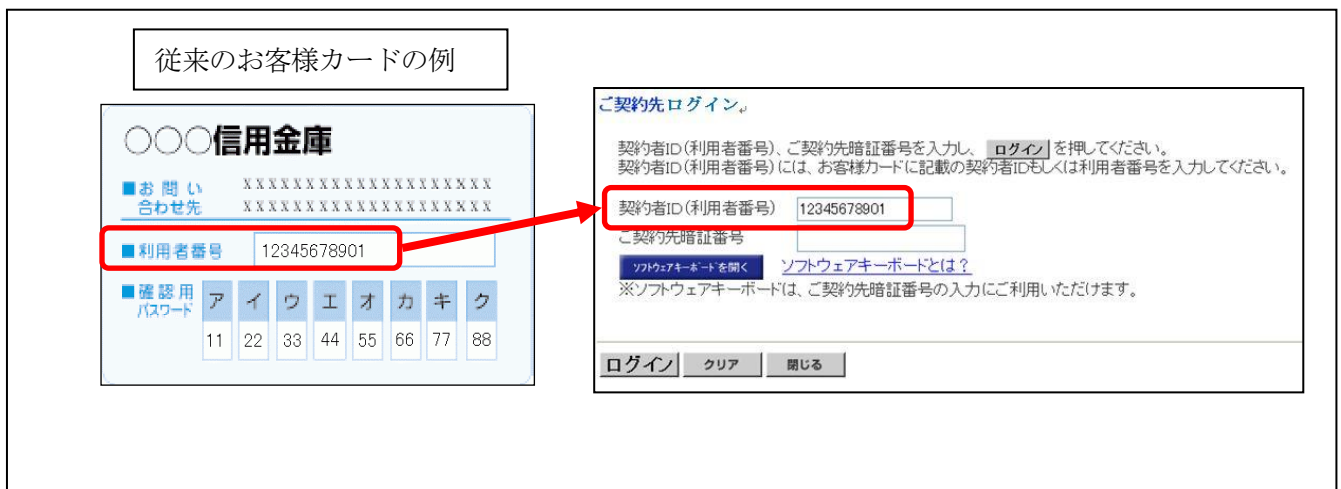 従来のお客様カードの例
○○○信用金庫
■お問い
合わせ先
XXXXXXXXXXXXXXXXXXXXX
XXXXXXXXXXXXXXXXXXXXX
■利用者番号 12345678901
■確認用
パスワード
ア イ ウ エ オ カ キ ク
11 22 33 44 55 66 77 88
ご契約先ログイン
契約者ID(利用者番号)、ご契約先暗証番号を入力し、 ログイン を押してください。
契約者ID(利用者番号)には、お客様カードに記載の契約者IDもしくは利用者番号を入力してください。
契約者ID(利用者番号) 12345678901
ご契約先暗証番号
ソフトウェアキーボードを開く ソフトウェアキーボードとは?
※ソフトウェアキーボードは、ご契約先暗証番号の入力にご利用いただけます。
ログイン クリア 閉じる